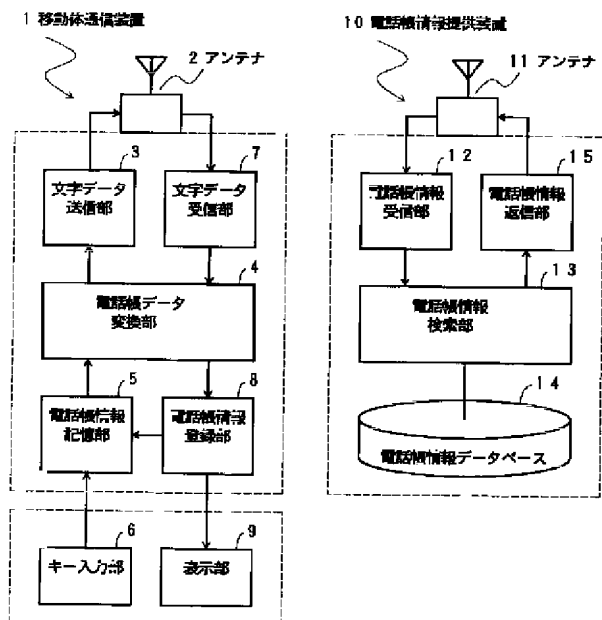 1 移動体通信装置
2 アンテナ
3
文字データ
送信部
7
文字データ
受信部
4
電話帳データ
変換部
5
電話帳情報
記憶部
8
電話帳情報
登録部
6
キー入力部
9
表示部
10 電話帳情報提供装置
11 アンテナ
12
電話帳情報
受信部
15
電話帳情報
返信部
13
電話帳情報
検索部
14
電話帳情報データベース